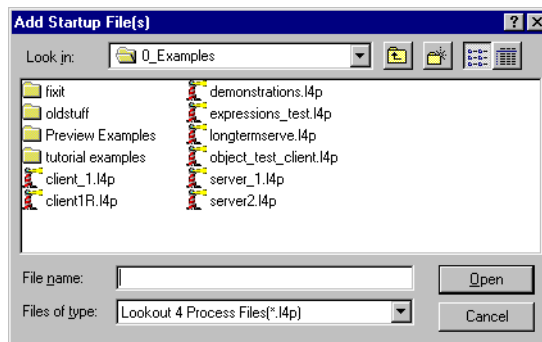 Add Startup File(s)
Look in: 0_Examples
fixit
oldstuff
Preview Examples
tutorial examples
client_1.l4p
client1R.l4p
demonstrations.l4p
expressions_test.l4p
longtermserve.l4p
object_test_client.l4p
server_1.l4p
server2.l4p
File name:
Open
Files of type: Lookout 4 Process Files(*.l4p)
Cancel